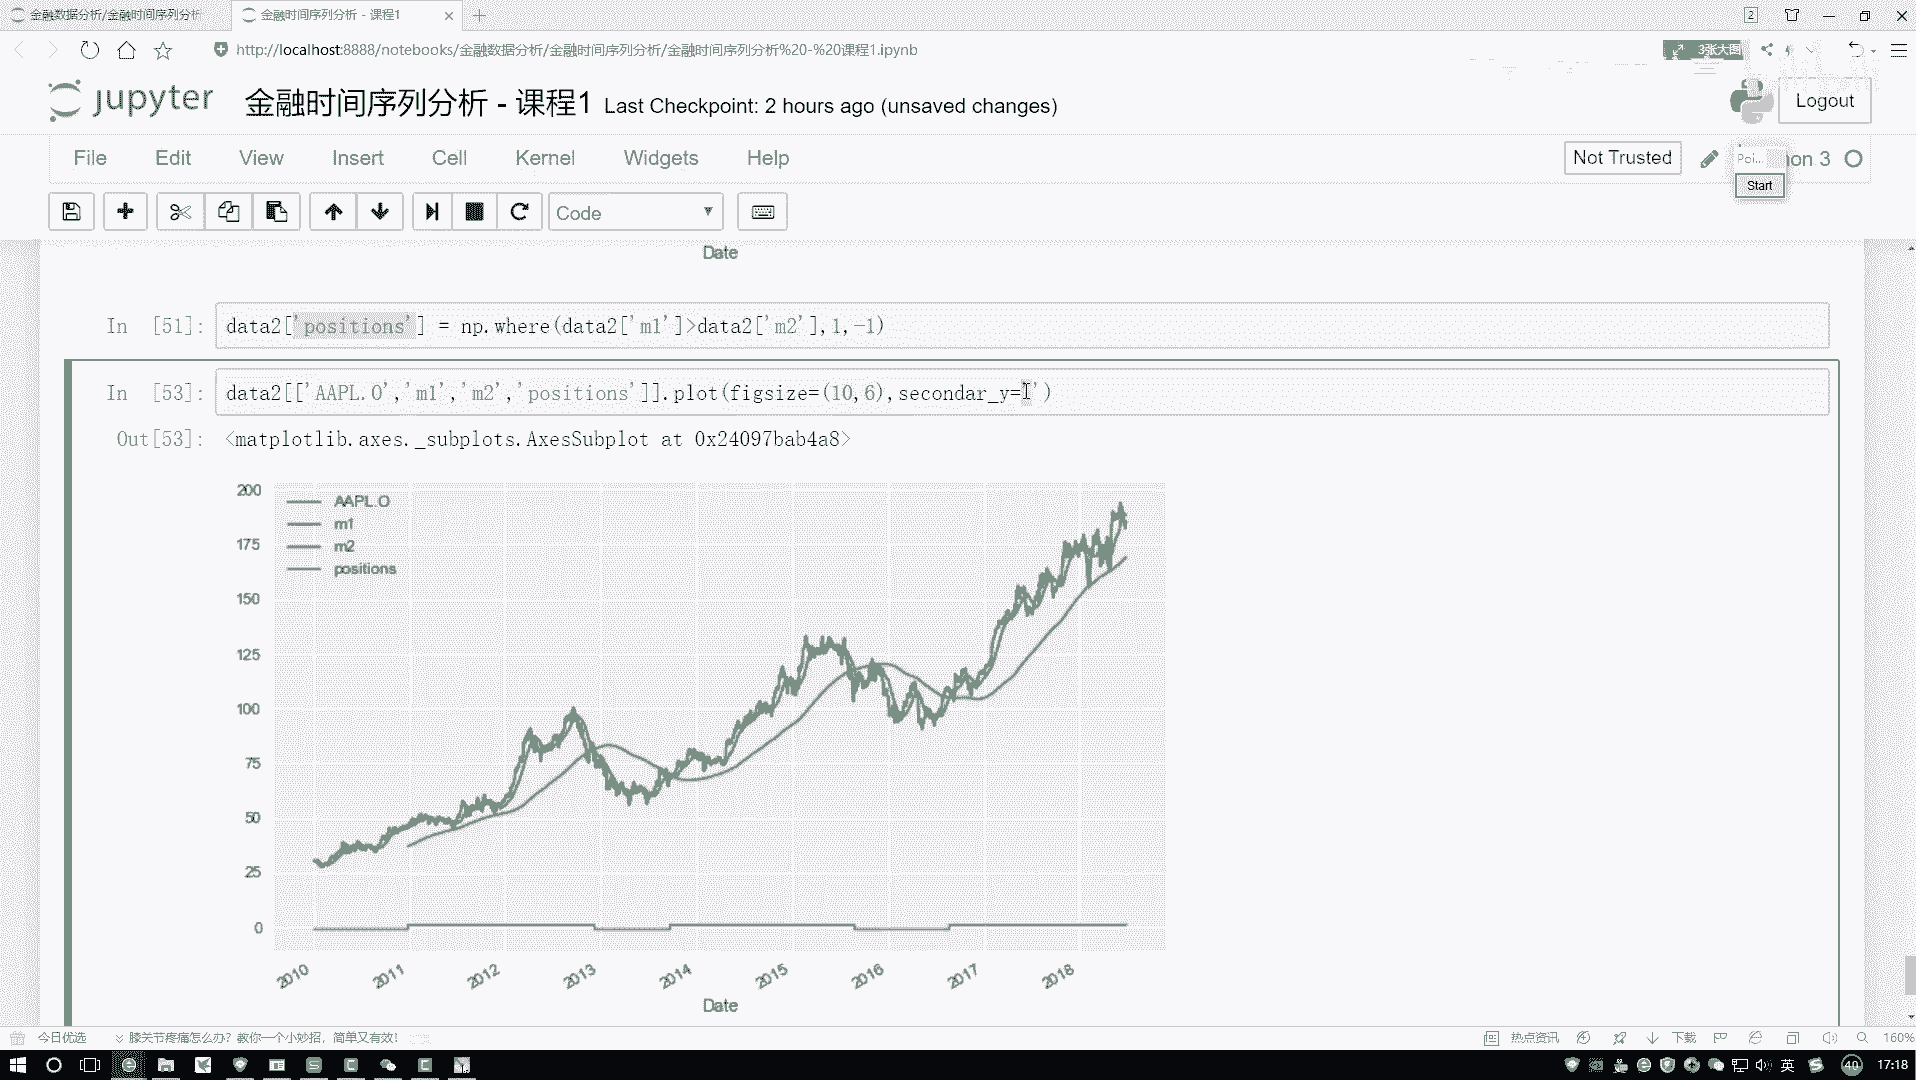 金融数据分析/金融时间序列分析
金融时间序列分析 - 课程1
2
http://localhost:8888/notebooks/金融数据分析/金融时间序列分析/金融时间序列分析%20-%20课程1.ipynb
3张大图
jupyter
金融时间序列分析 - 课程1 Last Checkpoint: 2 hours ago (unsaved changes)
Logout
File Edit View Insert Cell Kernel Widgets Help
Not Trusted
Poi... on 3
Start
Code
Date
In [51]: data2['positions'] = np.where(data2['m1']>data2['m2'],1,-1)
In [53]: data2[['AAPL.O','m1','m2','positions']].plot(figsize=(10,6),secondar_y='')
Out[53]: <matplotlib.axes._subplots.AxesSubplot at 0x24097bab4a8>
200
175
150
125
100
75
50
25
0
AAPL.O
m1
m2
positions
2010 2011 2012 2013 2014 2015 2016 2017 2018
Date
今日优选 膝关节疼痛怎么办？教你一个小妙招，简单又有效！
热点资讯 下载 160%
英 40 17:18